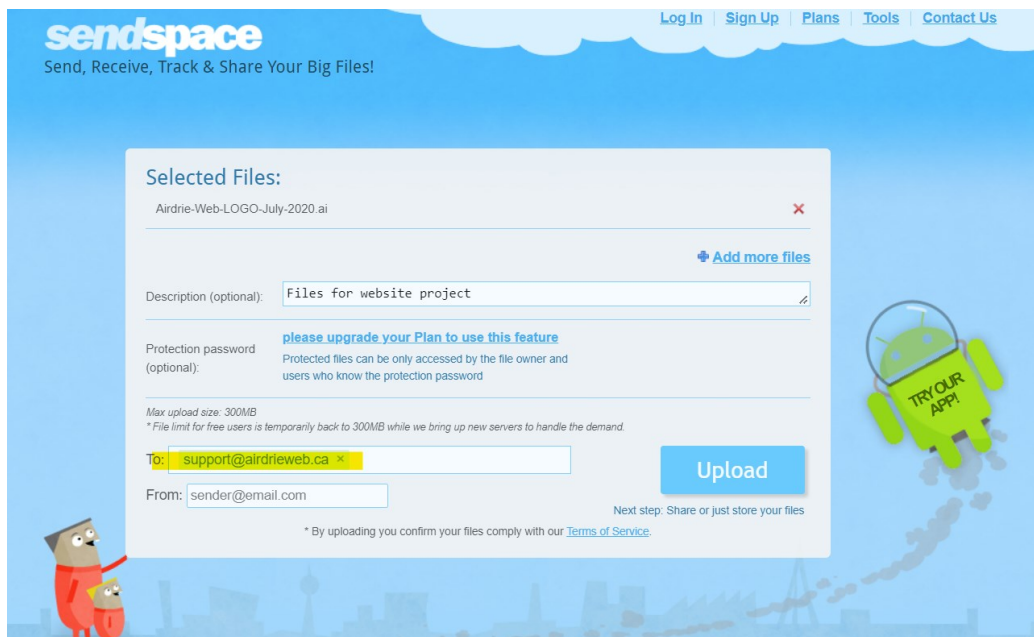 sendspace
Log In Sign Up Plans Tools Contact Us
Send, Receive, Track & Share Your Big Files!
Selected Files:
Airdrie-Web-LOGO-July-2020.ai
Add more files
Description (optional): Files for website project
Protection password
(optional):
please upgrade your Plan to use this feature
Protected files can be only accessed by the file owner and
users who know the protection password
Max upload size: 300MB
* File limit for free users is temporarily back to 300MB while we bring up new servers to handle the demand.
To: support@airdrieweb.ca ×
Upload
From: sender@email.com
Next step: Share or just store your files
* By uploading you confirm your files comply with our Terms of Service.
TRY OUR
APP!